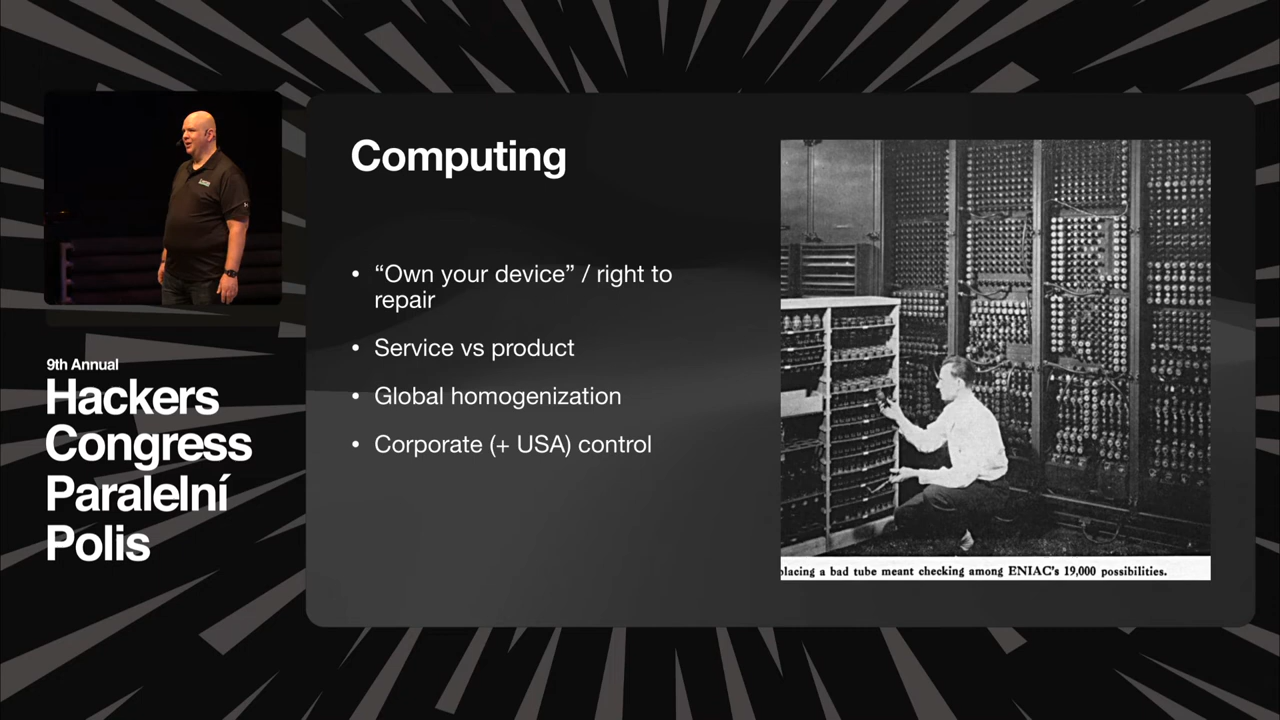 9th Annual
Hackers
Congress
Paralelní
Polis
Computing
• “Own your device” / right to
repair
• Service vs product
• Global homogenization
• Corporate (+ USA) control
placing a bad tube meant checking among ENIAC's 19,000 possibilities.